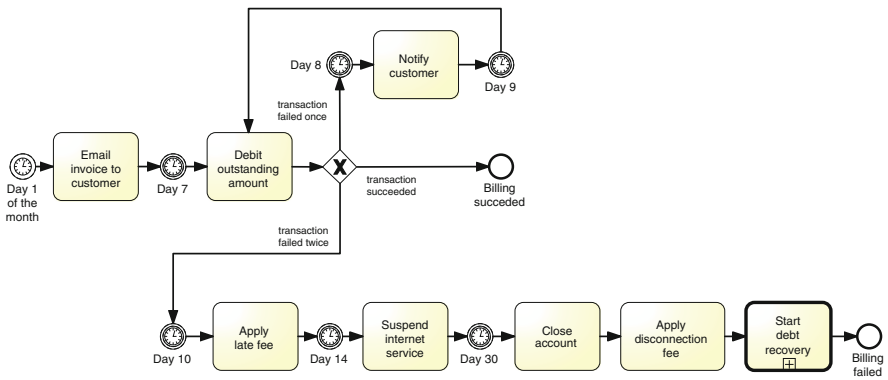 Day 8
Notify
customer
Day 9
transaction
failed once
Day 1
of the
month
Email
invoice to
customer
Day 7
Debit
outstanding
amount
X
transaction
succeeded
Billing
succeded
transaction
failed twice
Day 10
Apply
late fee
Day 14
Suspend
internet
service
Day 30
Close
account
Apply
disconnection
fee
Start
debt
recovery
Billing
failed